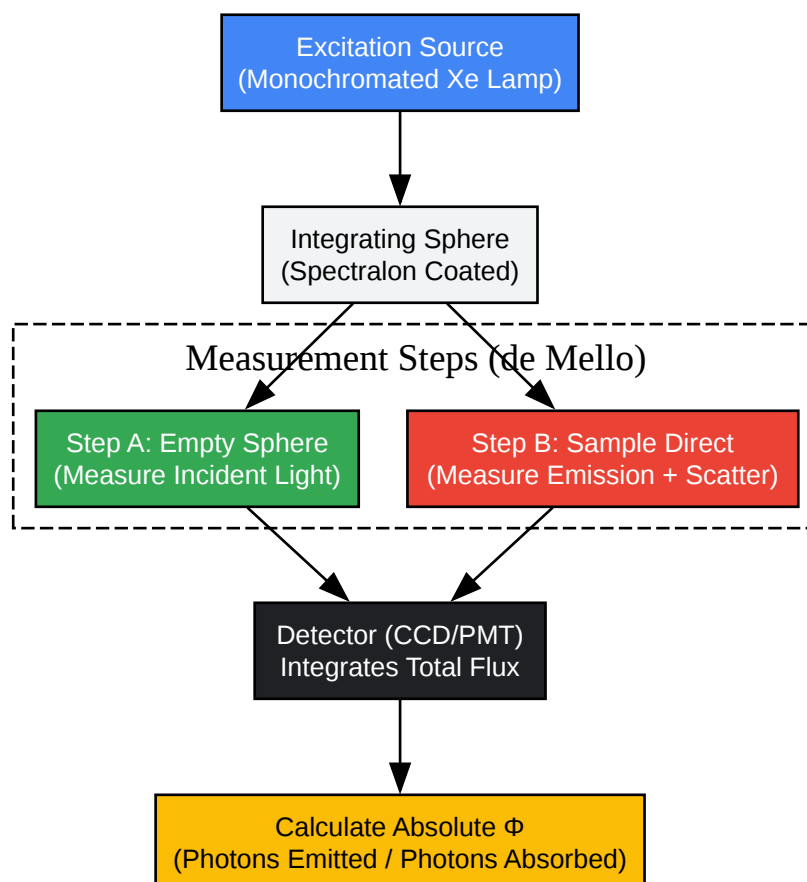 Excitation Source
(Monochromated Xe Lamp)
Integrating Sphere
(Spectralon Coated)
Measurement Steps (de Mello)
Step A: Empty Sphere
(Measure Incident Light)
Step B: Sample Direct
(Measure Emission + Scatter)
Detector (CCD/PMT)
Integrates Total Flux
Calculate Absolute Φ
(Photons Emitted / Photons Absorbed)